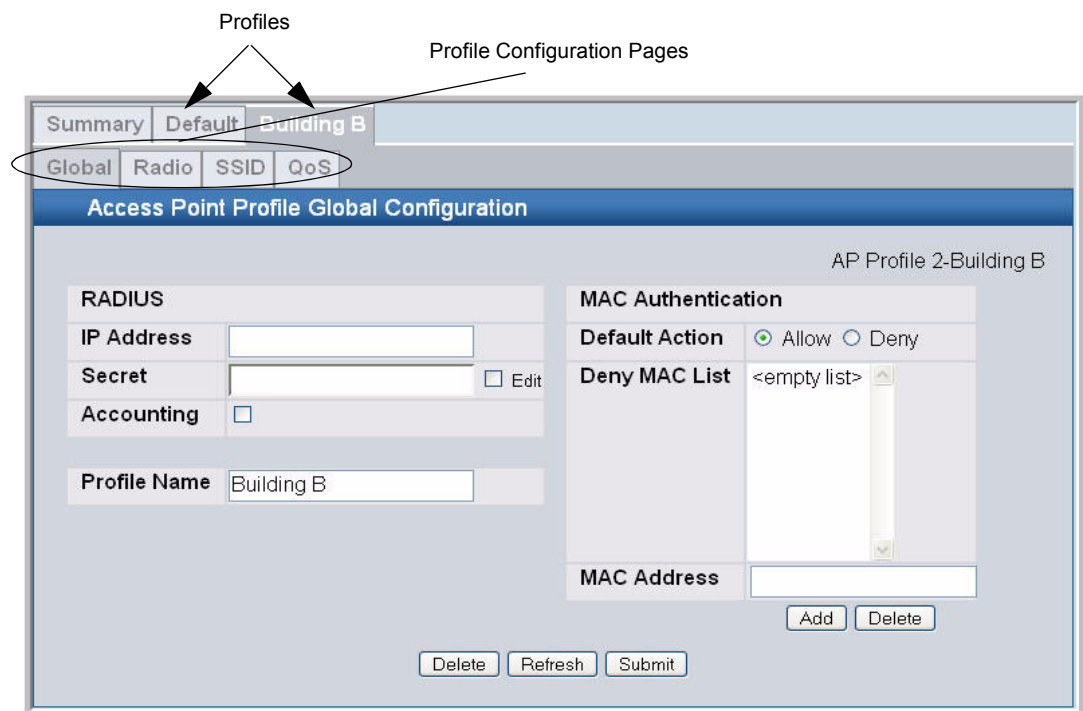 Profiles
Profile Configuration Pages
Summary Default Building B
Global Radio SSID QoS
Access Point Profile Global Configuration
AP Profile 2-Building B
RADIUS
IP Address
Secret Edit
Accounting
Profile Name Building B
MAC Authentication
Default Action Allow Deny
Deny MAC List <empty list>
MAC Address
Add Delete
Delete Refresh Submit